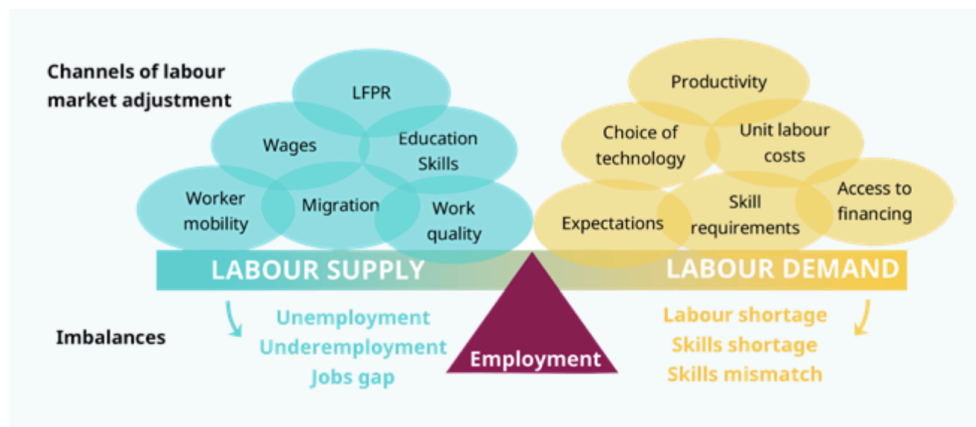 Channels of labour
market adjustment
LFPR
Wages
Education
Skills
Worker
mobility
Migration
Work
quality
Productivity
Choice of
technology
Unit labour
costs
Expectations
Skill
requirements
Access to
financing
LABOUR SUPPLY
LABOUR DEMAND
Imbalances
Unemployment
Underemployment
Jobs gap
Employment
Labour shortage
Skills shortage
Skills mismatch